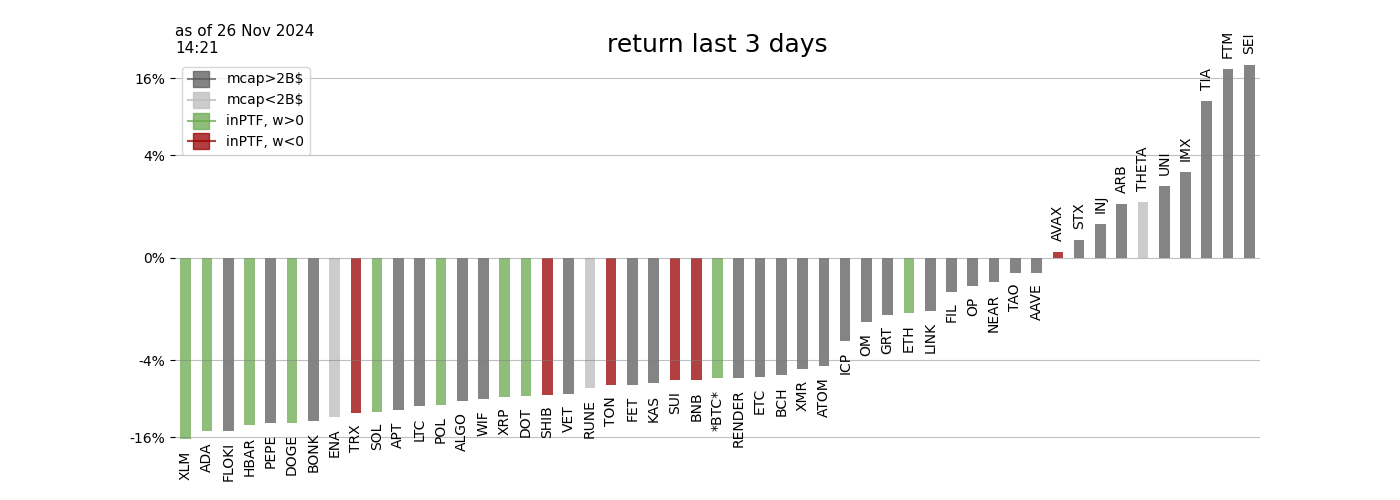 as of 26 Nov 2024
14:21
return last 3 days
mcap>2B$
mcap<2B$
inPTF, w>0
inPTF, w<0
16%
4%
0%
-4%
-16%
XLM
ADA
FLOKI
HBAR
PEPE
DOGE
BONK
ENA
TRX
SOL
APT
LTC
POL
ALGO
WIF
XRP
DOT
SHIB
VET
RUNE
TON
FET
KAS
SUI
BNB
*BTC*
RENDER
ETC
BCH
XMR
ATOM
ICP
OM
GRT
ETH
LINK
FIL
OP
NEAR
TAO
AAVE
AVAX
STX
INJ
ARB
THETA
UNI
IMX
TIA
FTM
SEI